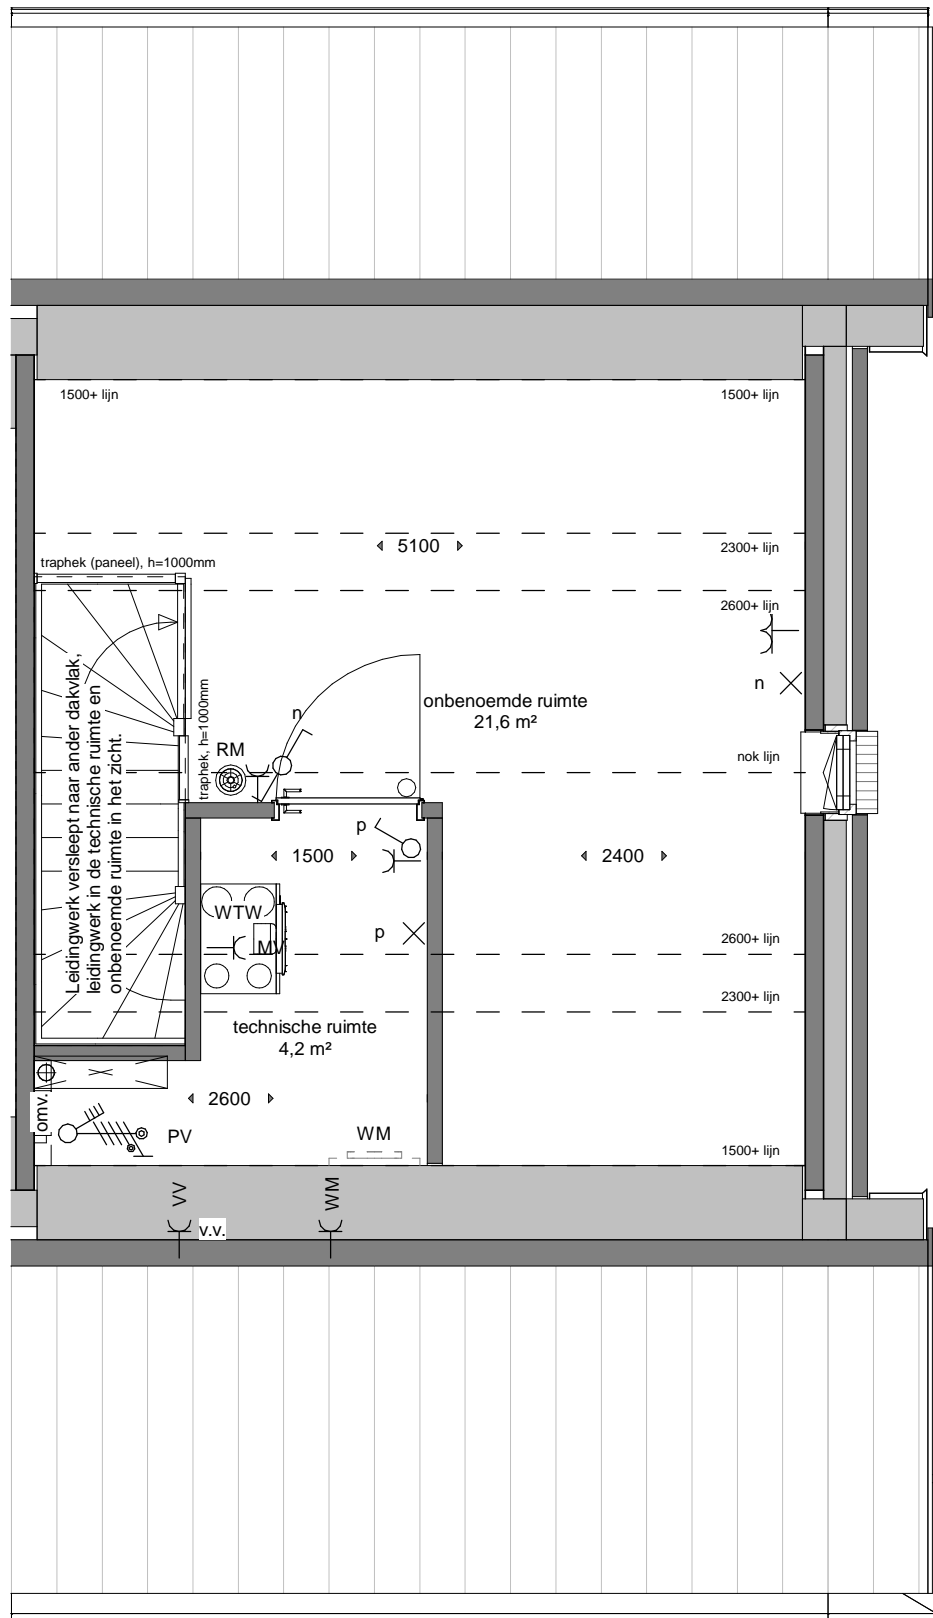 1500+ lijn
1500+ lijn
5100
2300+ lijn
traphek (paneel), h=1000mm
2600+ lijn
n
Leidingwerk versleept naar ander dakvlak,
leidingwerk in de technische ruimte en
onbenoemde ruimte in het zicht.
traphek, h=1000mm
onbenoemde ruimte
21,6 m²
n
RM
nok lijn
p
1500
2400
WTW
MV
p
2600+ lijn
2300+ lijn
technische ruimte
4,2 m²
2600
omv.
PV
WM
1500+ lijn
VV
v.v.
WM